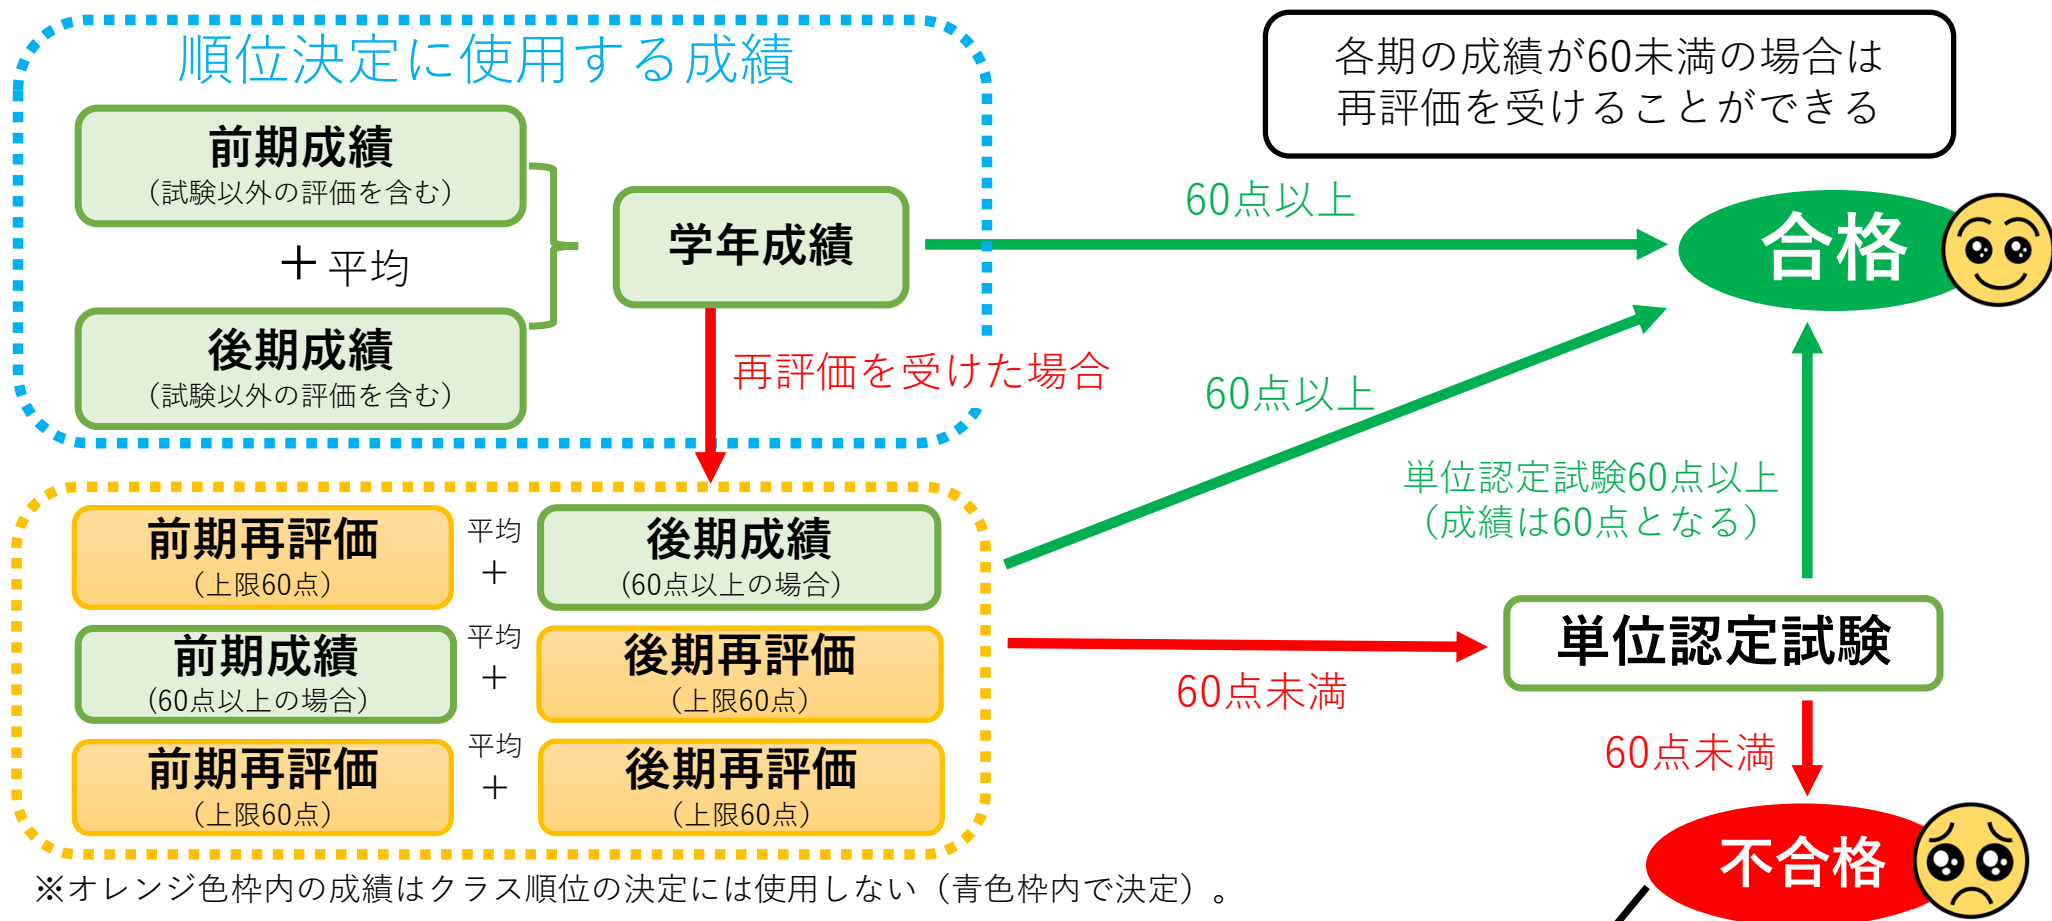 順位決定に使用する成績
各期の成績が60未満の場合は
再評価を受けることができる
前期成績
（試験以外の評価を含む）
＋平均
後期成績
（試験以外の評価を含む）
学年成績
60点以上
合格
再評価を受けた場合
60点以上
単位認定試験60点以上
（成績は60点となる）
前期再評価
（上限60点）
平均
＋
後期成績
(60点以上の場合）
前期成績
(60点以上の場合）
平均
＋
後期再評価
（上限60点）
前期再評価
（上限60点）
平均
＋
後期再評価
（上限60点）
60点未満
単位認定試験
60点未満
不合格
※オレンジ色枠内の成績はクラス順位の決定には使用しない（青色枠内で決定）。